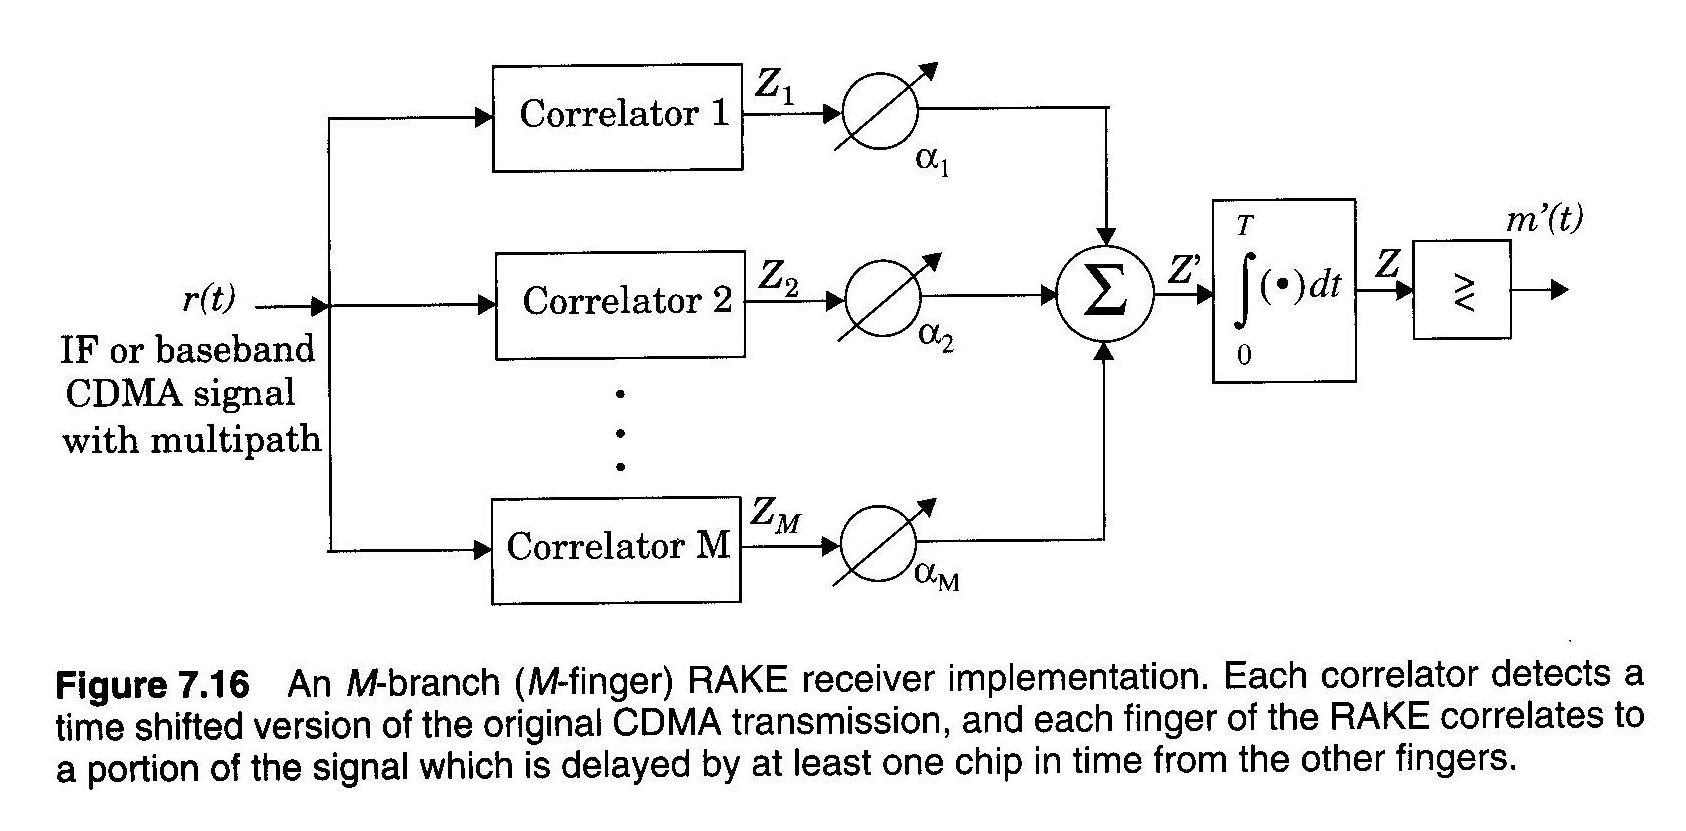 Correlator 1
Z₁
α₁
r(t)
IF or baseband
CDMA signal
with multipath
Correlator 2
Z₂
α₂
Σ
Z’
T
∫(•)dt
0
Z
≷
m’(t)
Correlator M
Z_M
α_M
Figure 7.16 An M-branch (M-finger) RAKE receiver implementation. Each correlator detects a
time shifted version of the original CDMA transmission, and each finger of the RAKE correlates to
a portion of the signal which is delayed by at least one chip in time from the other fingers.